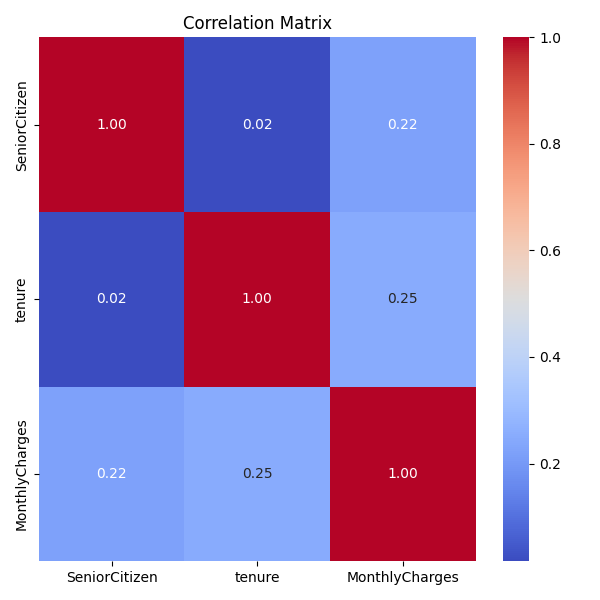 Correlation Matrix
SeniorCitizen
1.00 0.02 0.22
tenure
0.02 1.00 0.25
MonthlyCharges
0.22 0.25 1.00
SeniorCitizen tenure MonthlyCharges
1.0
0.8
0.6
0.4
0.2